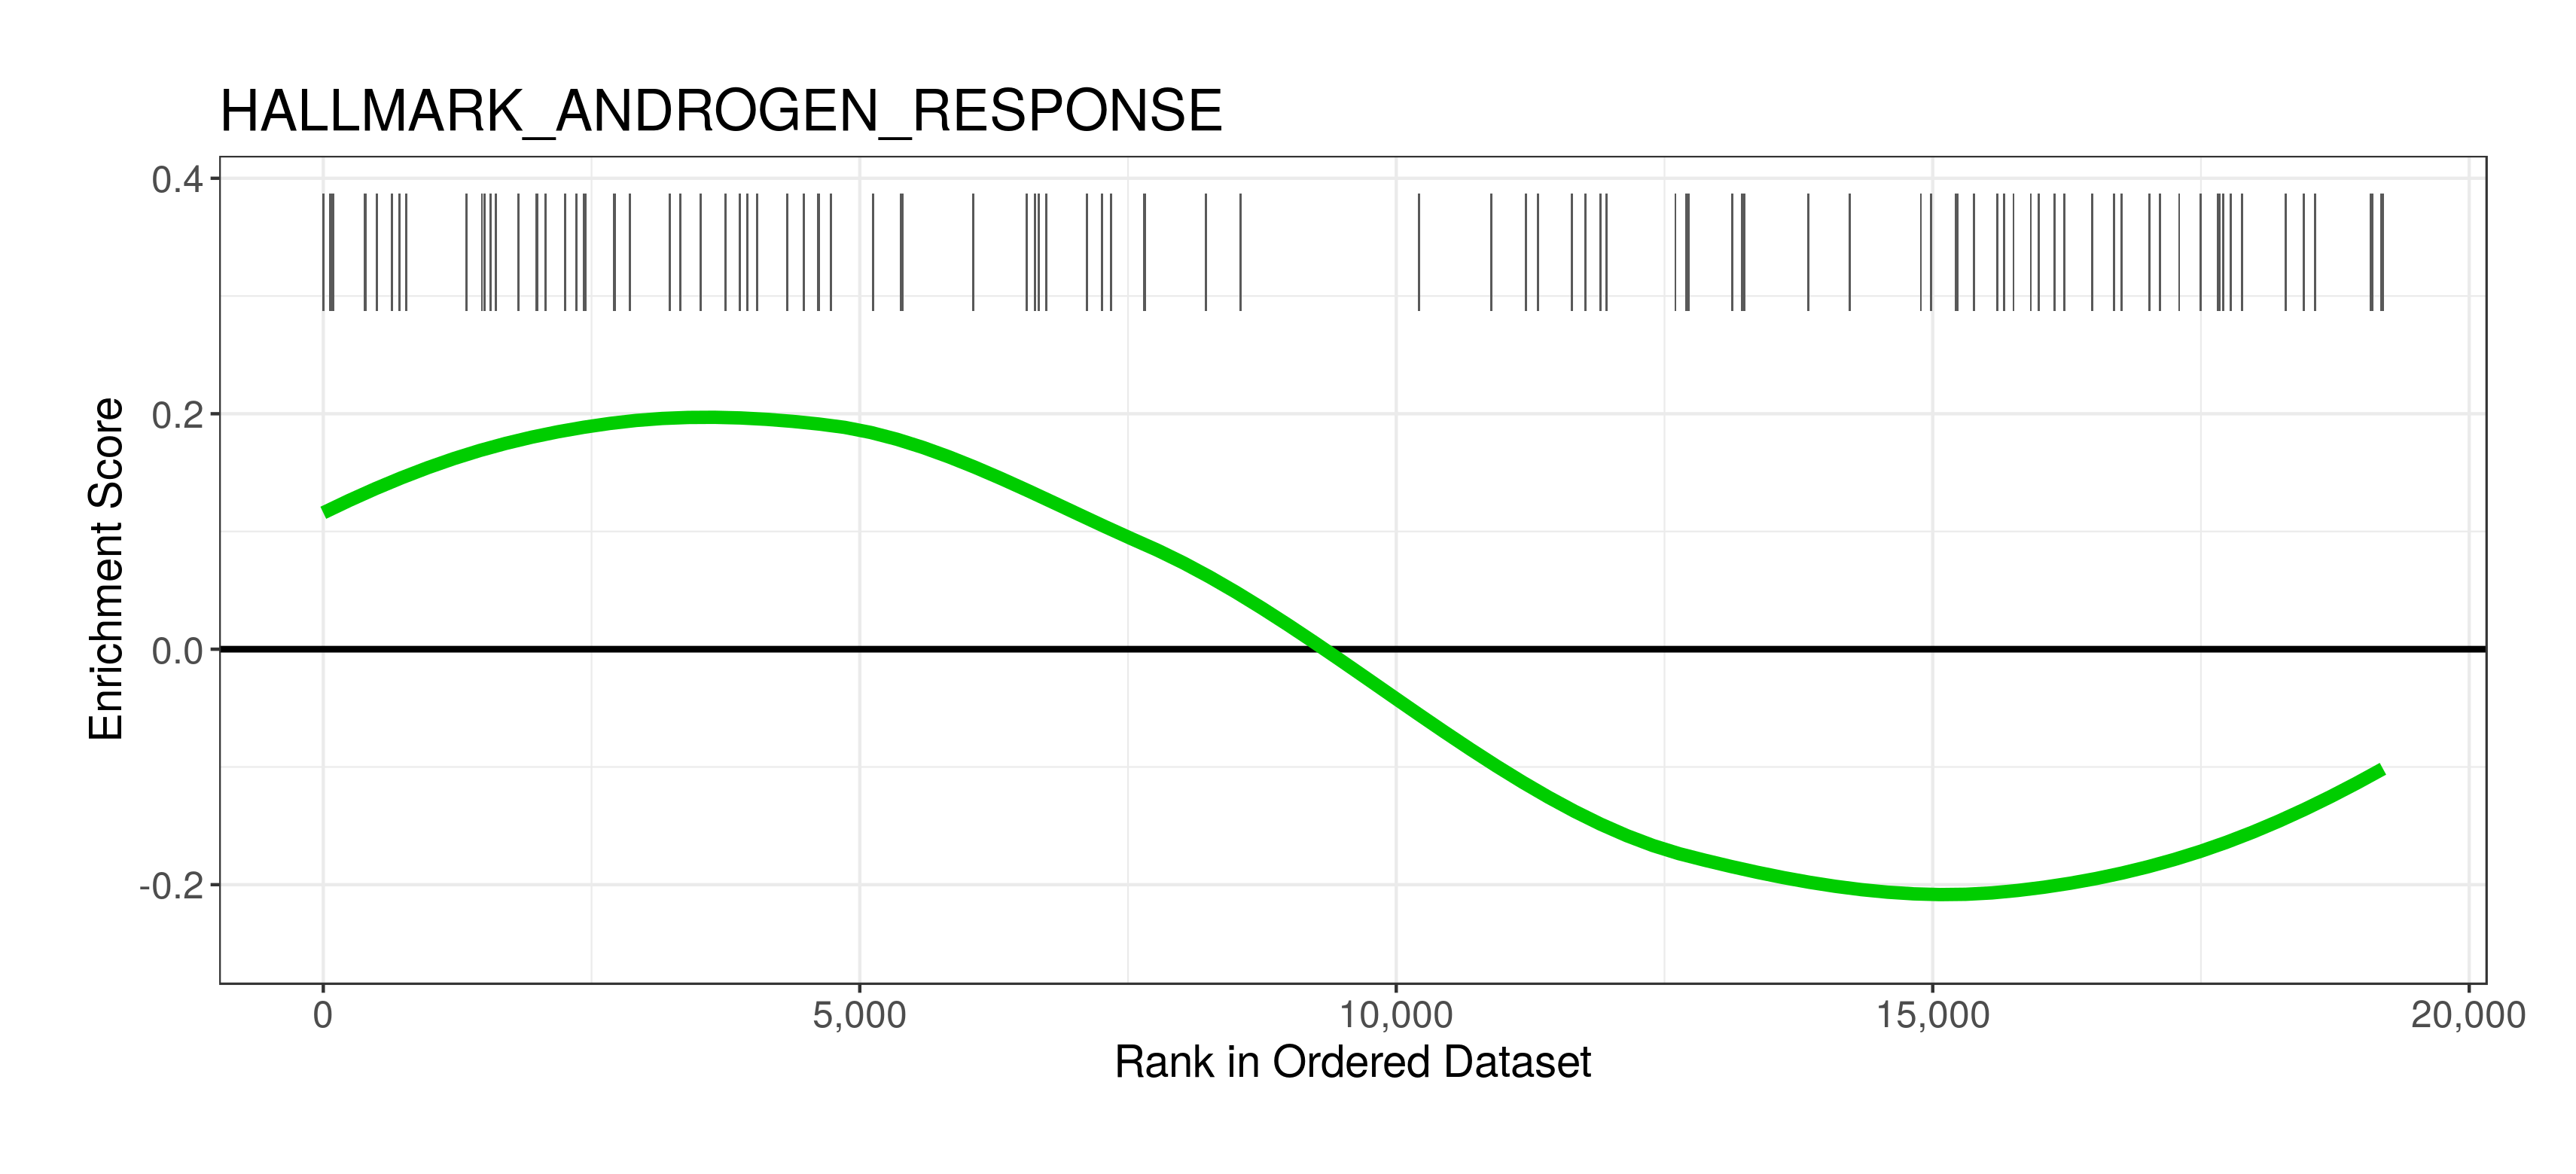 HALLMARK_ANDROGEN_RESPONSE
0.4
0.2
0.0
-0.2
Enrichment Score
0 5,000 10,000 15,000 20,000
Rank in Ordered Dataset